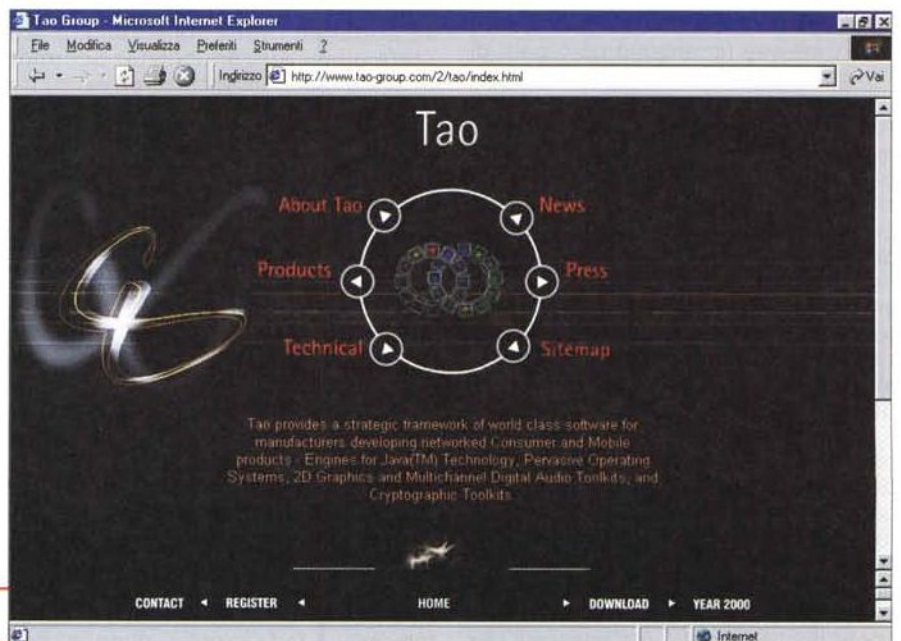 Tao Group - Microsoft Internet Explorer
File Modifica Visualizza Preferiti Strumenti ?
Indirizzo http://www.tao-group.com/2/tao/index.html Vai
Tao
About Tao News
Products Press
Technical Sitemap
Tao provides a strategic framework of world class software for
manufacturers developing networked Consumer and Mobile
products - Engines for Java(TM) Technology, Pervasive Operating
Systems, 2D Graphics and Multichannel Digital Audio Toolkits, and
Cryptographic Toolkits
CONTACT REGISTER HOME DOWNLOAD YEAR 2000
Internet